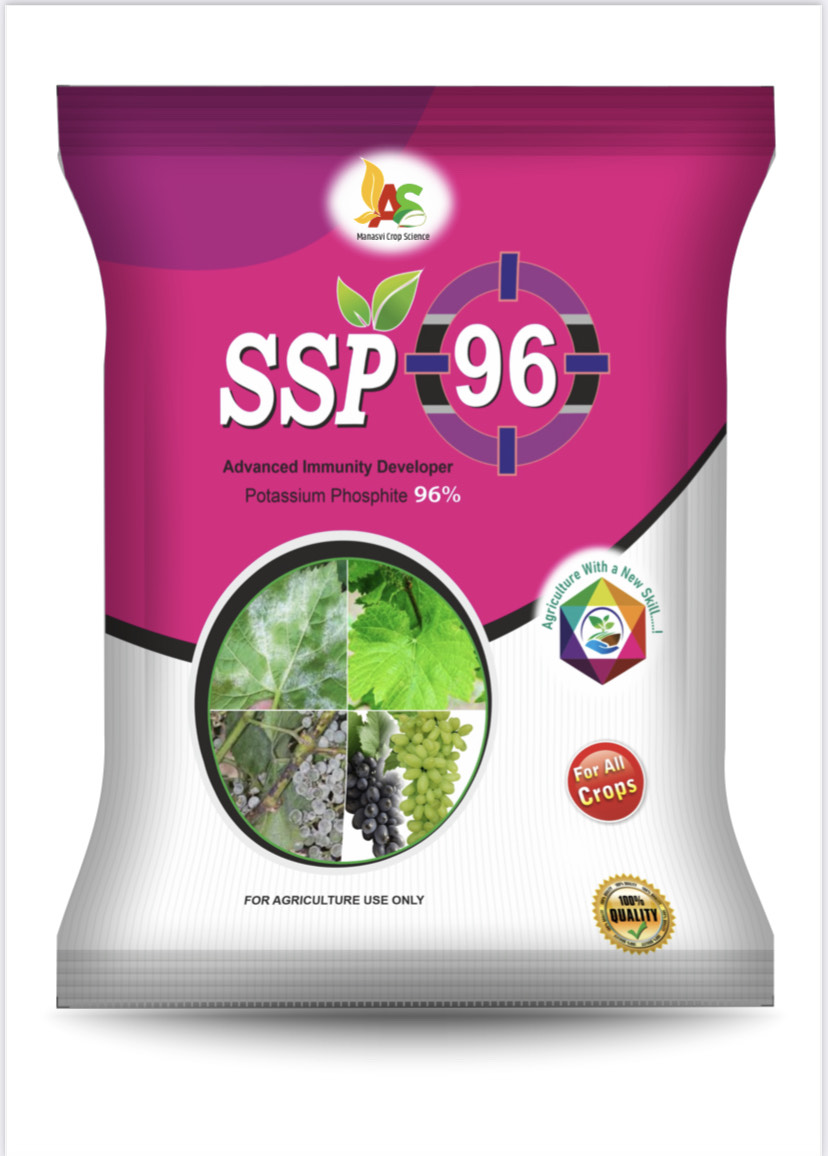 AS
Manasvi Crop Science
SSP 96
Advanced Immunity Developer
Potassium Phosphite 96%
Agriculture With a New Skill.....!
For All
Crops
FOR AGRICULTURE USE ONLY
100%
QUALITY